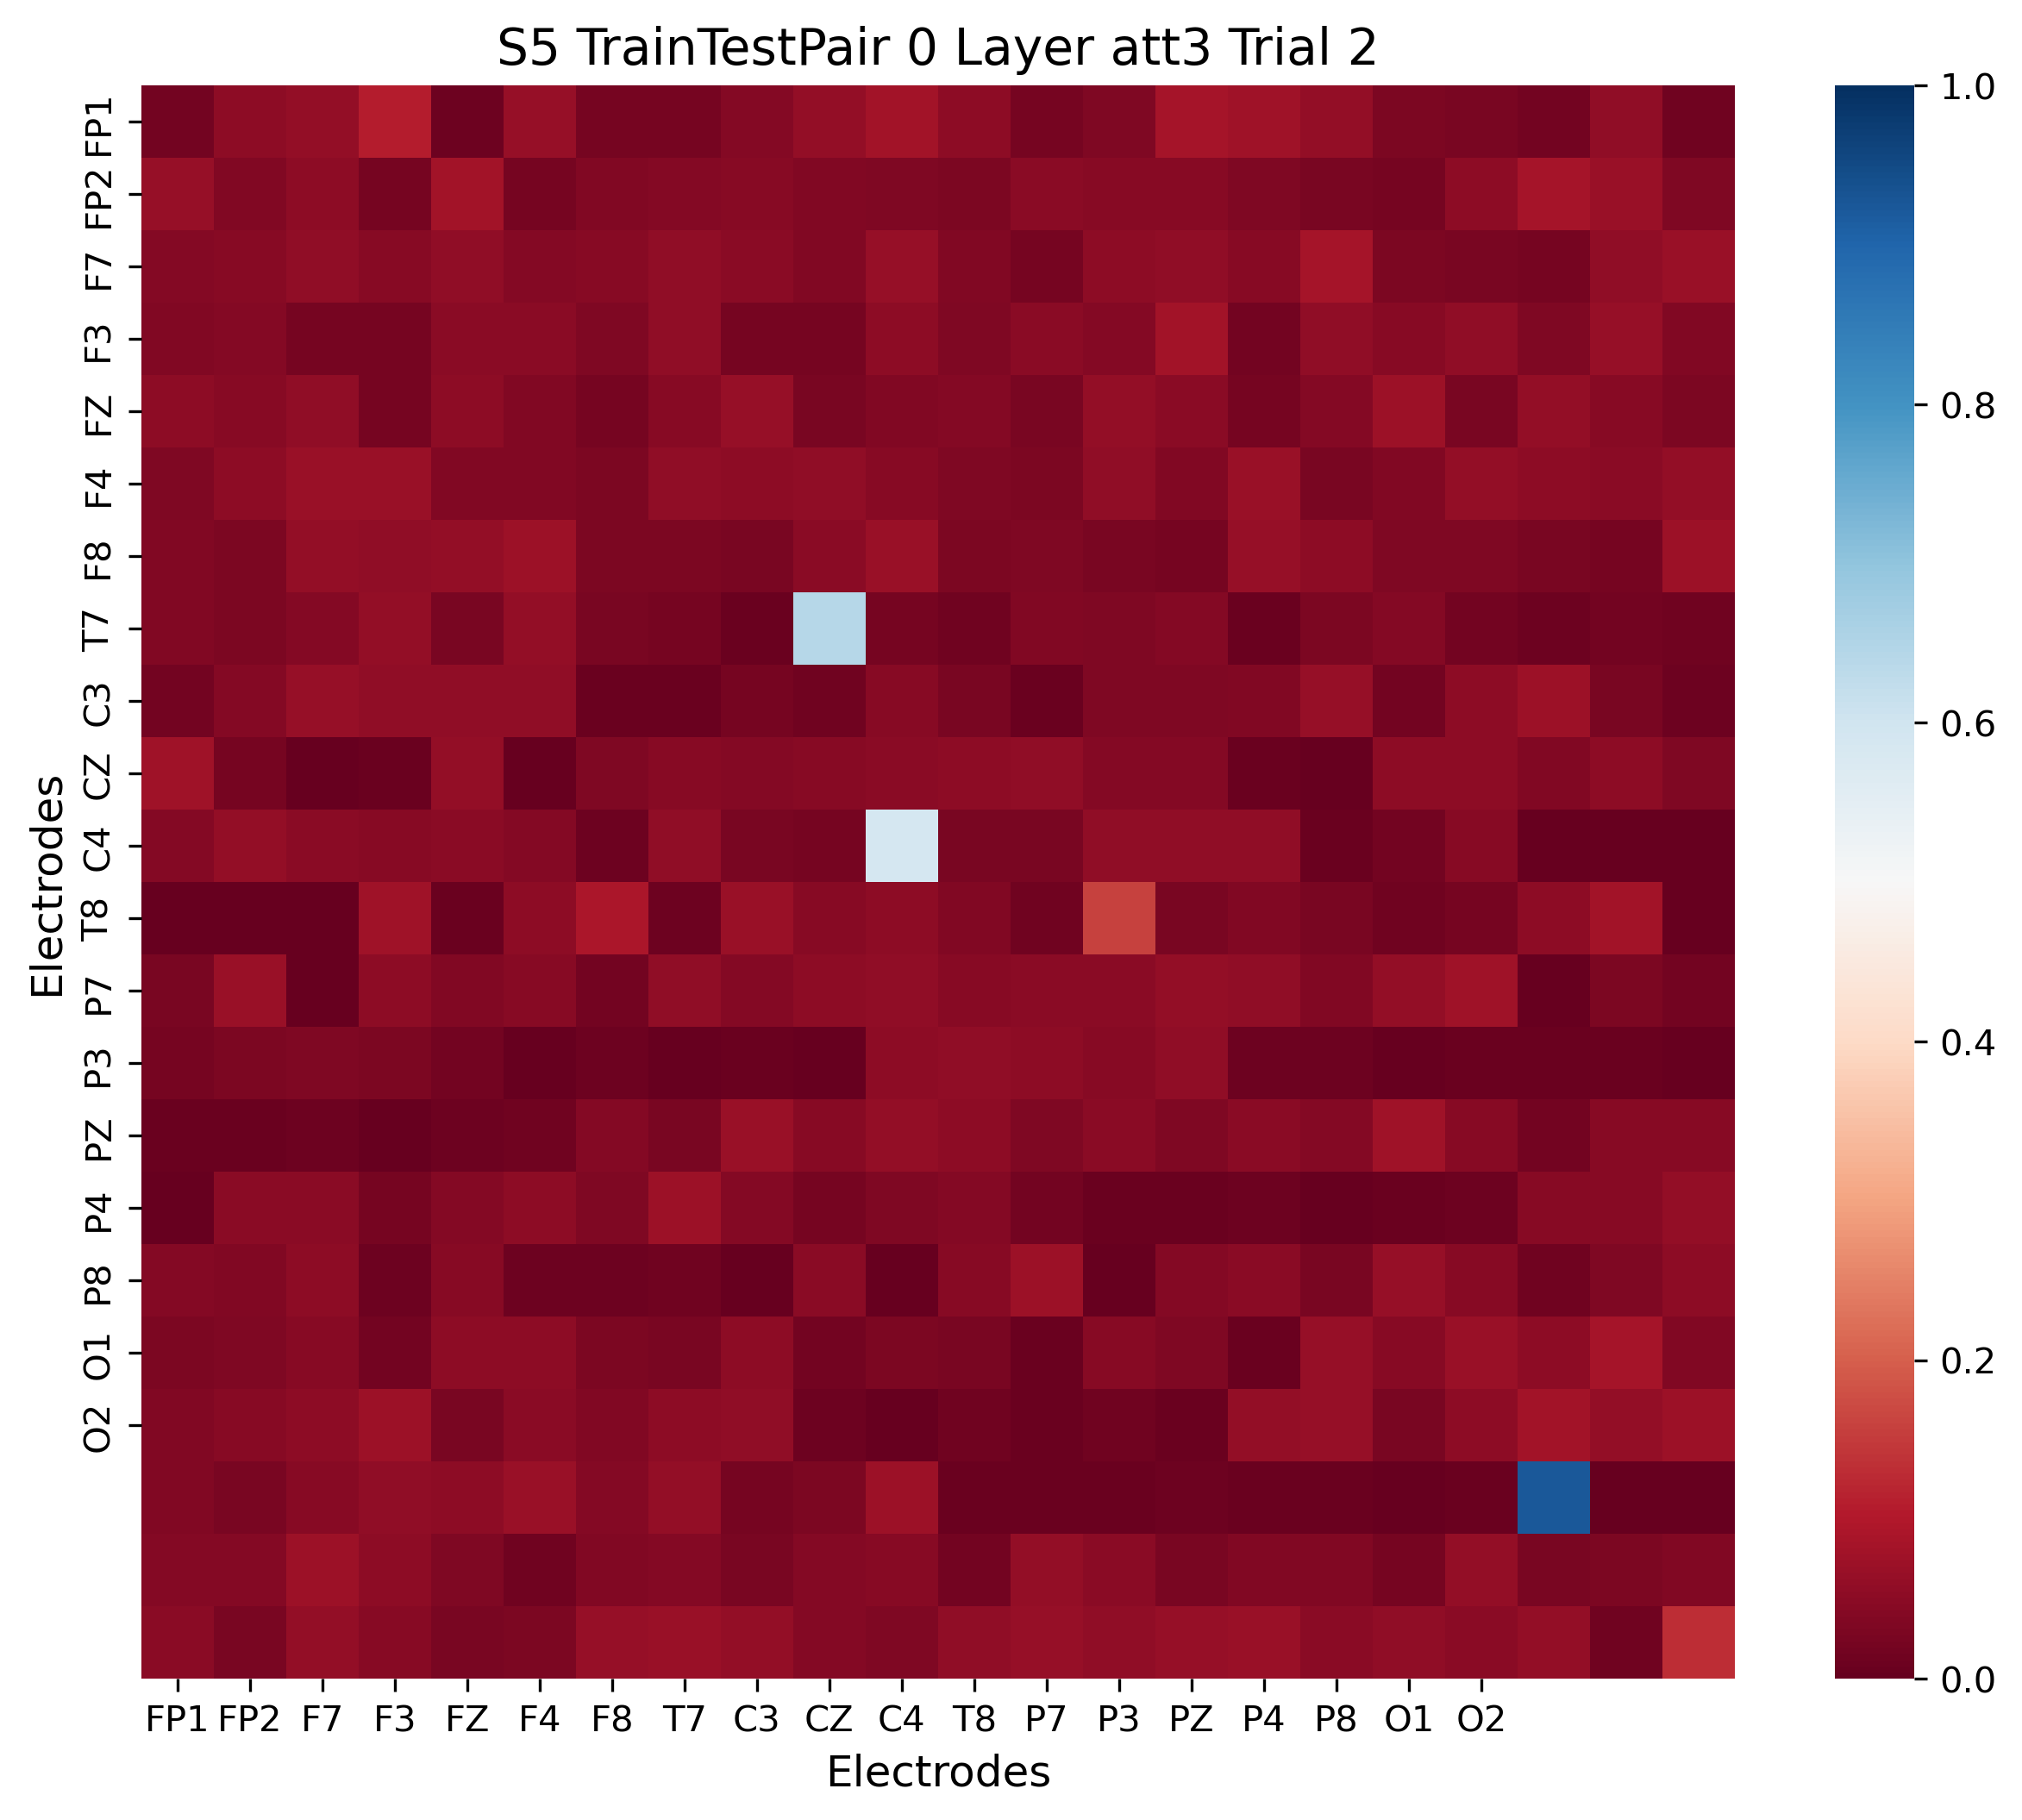 S5 TrainTestPair 0 Layer att3 Trial 2
Electrodes
FP1
FP2
F7
F3
FZ
F4
F8
T7
C3
CZ
C4
T8
P7
P3
PZ
P4
P8
O1
O2
FP1 FP2 F7 F3 FZ F4 F8 T7 C3 CZ C4 T8 P7 P3 PZ P4 P8 O1 O2
Electrodes
1.0
0.8
0.6
0.4
0.2
0.0